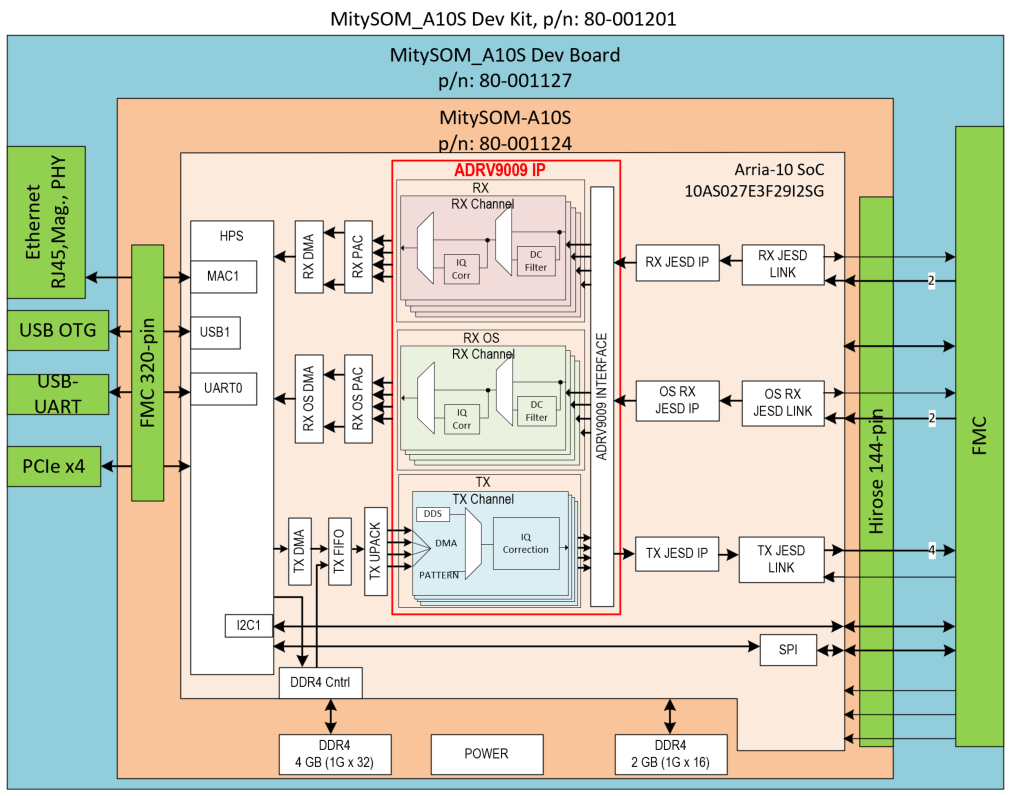 MitySOM_A10S Dev Kit, p/n: 80-001201
MitySOM_A10S Dev Board
p/n: 80-001127
MitySOM-A10S
p/n: 80-001124
Arria-10 SoC
10AS027E3F29I2SG
Ethernet
RJ45,Mag., PHY
USB OTG
USB-
UART
PCIe x4
FMC 320-pin
HPS
MAC1
USB1
UART0
I2C1
RX DMA
RX PAC
RX OS DMA
RX OS PAC
TX DMA
TX FIFO
TX UPACK
ADRV9009 IP
RX
RX Channel
IQ
Corr
DC
Filter
RX OS
RX Channel
IQ
Corr
DC
Filter
TX
TX Channel
DDS
DMA
PATTERN
IQ
Correction
ADRV9009 INTERFACE
RX JESD IP
RX JESD
LINK
2
OS RX
JESD IP
OS RX
JESD LINK
2
TX JESD IP
TX JESD
LINK
4
SPI
Hirose 144-pin
FMC
DDR4 Cntrl
DDR4
4 GB (1G x 32)
POWER
DDR4
2 GB (1G x 16)